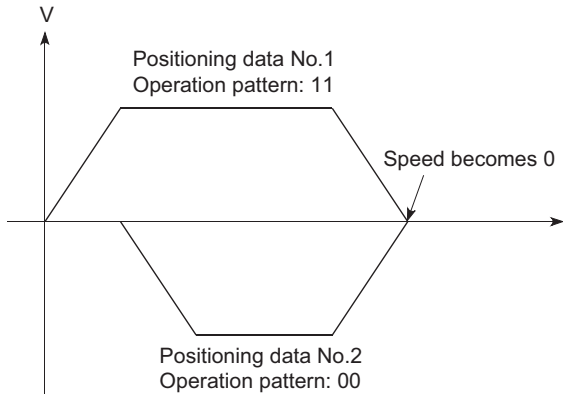 V
Positioning data No.1
Operation pattern: 11
Speed becomes 0
Positioning data No.2
Operation pattern: 00